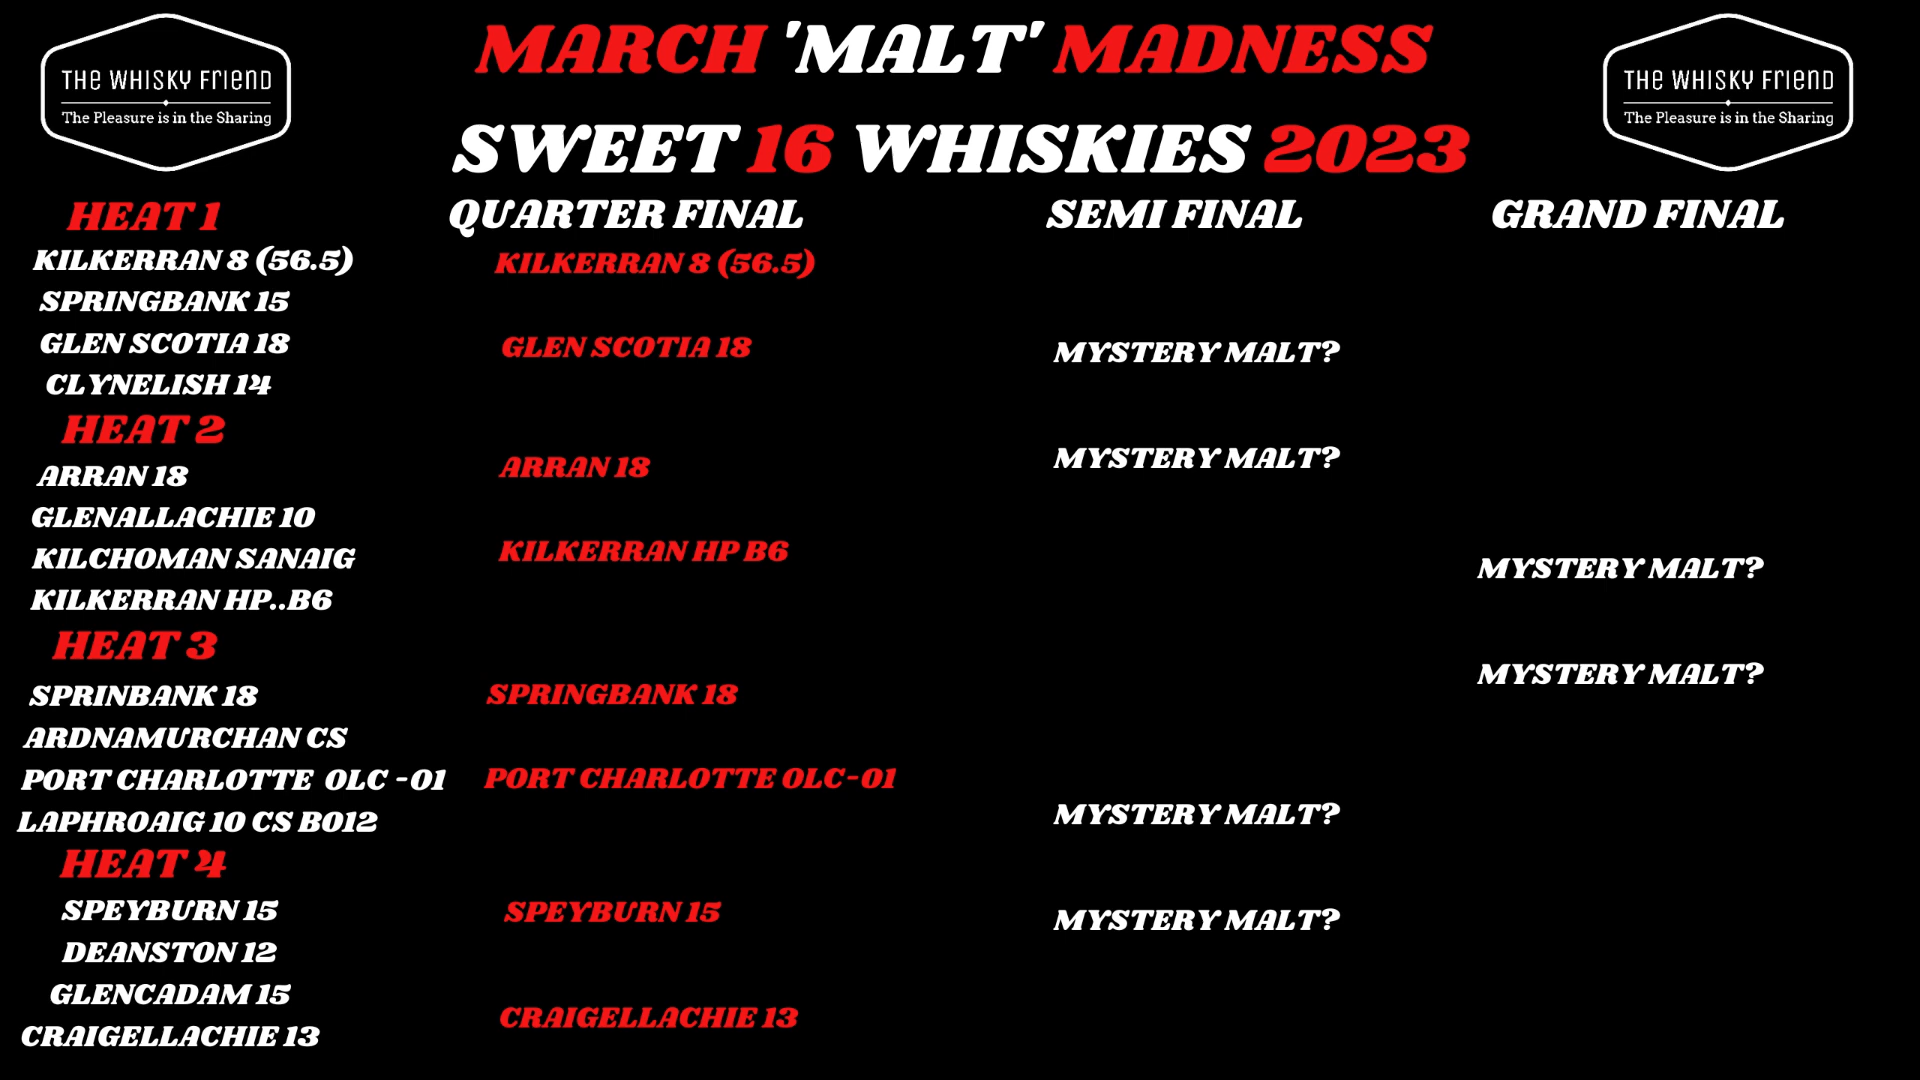 THE WHISKY FRIEND
The Pleasure is in the Sharing
MARCH 'MALT' MADNESS
SWEET 16 WHISKIES 2023
THE WHISKY FRIEND
The Pleasure is in the Sharing
HEAT 1
KILKERRAN 8 (56.5)
SPRINGBANK 15
GLEN SCOTIA 18
CLYNELISH 14
HEAT 2
ARRAN 18
GLENALLACHIE 10
KILCHOMAN SANAIG
KILKERRAN HP..B6
HEAT 3
SPRINBANK 18
ARDNAMURCHAN CS
PORT CHARLOTTE OLC -01
LAPHROAIG 10 CS B012
HEAT 4
SPEYBURN 15
DEANSTON 12
GLENCADAM 15
CRAIGELLACHIE 13
QUARTER FINAL
KILKERRAN 8 (56.5)
GLEN SCOTIA 18
ARRAN 18
KILKERRAN HP B6
SPRINGBANK 18
PORT CHARLOTTE OLC-01
SPEYBURN 15
CRAIGELLACHIE 13
SEMI FINAL
MYSTERY MALT?
MYSTERY MALT?
MYSTERY MALT?
MYSTERY MALT?
GRAND FINAL
MYSTERY MALT?
MYSTERY MALT?